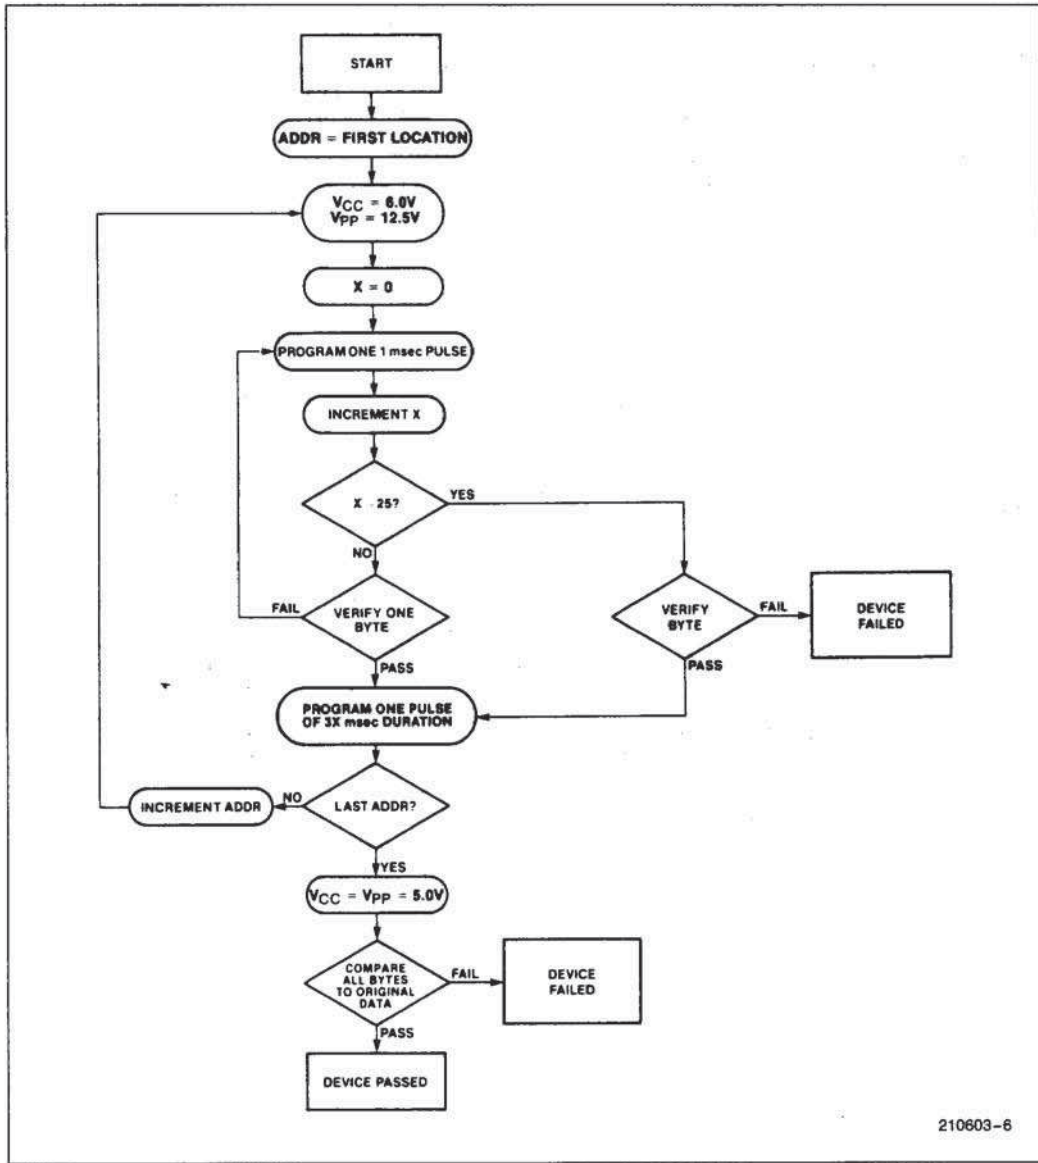 START
ADDR = FIRST LOCATION
VCC = 6.0V
VPP = 12.5V
X = 0
PROGRAM ONE 1 msec PULSE
INCREMENT X
X 25?
YES
NO
VERIFY ONE
BYTE
FAIL
PASS
VERIFY
BYTE
FAIL
PASS
DEVICE
FAILED
PROGRAM ONE PULSE
OF 3X msec DURATION
LAST ADDR?
NO
INCREMENT ADDR
YES
VCC = VPP = 5.0V
COMPARE
ALL BYTES
TO ORIGINAL
DATA
FAIL
DEVICE
FAILED
PASS
DEVICE PASSED
210603-6